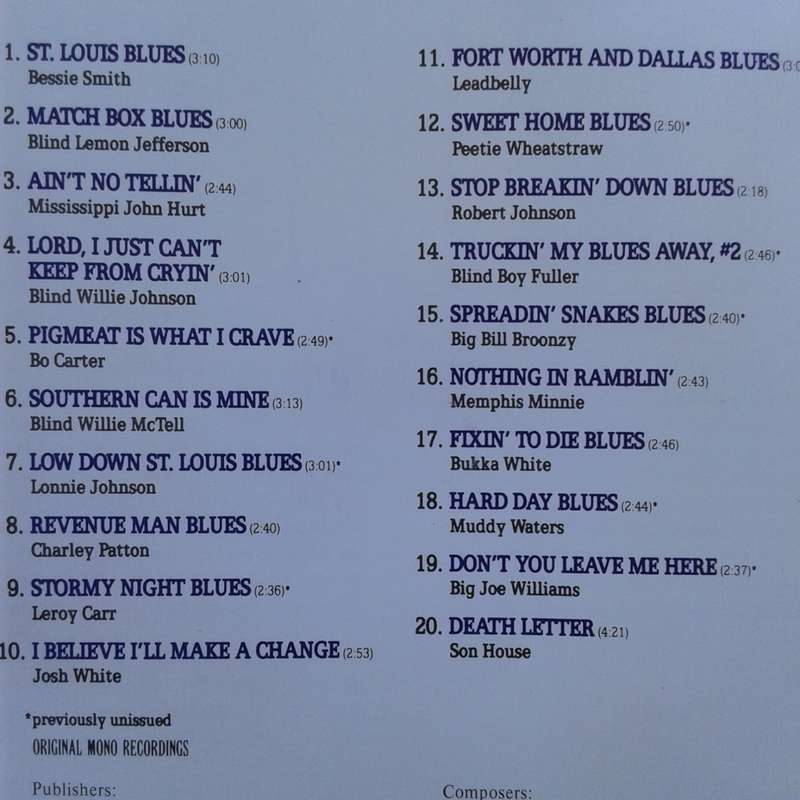 1. ST. LOUIS BLUES (3:10)
Bessie Smith
2. MATCH BOX BLUES (3:00)
Blind Lemon Jefferson
3. AIN'T NO TELLIN' (2:44)
Mississippi John Hurt
4. LORD, I JUST CAN'T
KEEP FROM CRYIN' (3:01)
Blind Willie Johnson
5. PIGMEAT IS WHAT I CRAVE (2:49)*
Bo Carter
6. SOUTHERN CAN IS MINE (3:13)
Blind Willie McTell
7. LOW DOWN ST. LOUIS BLUES (3:01)*
Lonnie Johnson
8. REVENUE MAN BLUES (2:40)
Charley Patton
9. STORMY NIGHT BLUES (2:36)*
Leroy Carr
10. I BELIEVE I'LL MAKE A CHANGE (2:53)
Josh White
*previously unissued
ORIGINAL MONO RECORDINGS
Publishers:
11. FORT WORTH AND DALLAS BLUES
Leadbelly
12. SWEET HOME BLUES (2:50)*
Peetie Wheatstraw
13. STOP BREAKIN' DOWN BLUES (2:18)
Robert Johnson
14. TRUCKIN' MY BLUES AWAY, #2 (2:46)*
Blind Boy Fuller
15. SPREADIN' SNAKES BLUES (2:40)*
Big Bill Broonzy
16. NOTHING IN RAMBLIN' (2:43)
Memphis Minnie
17. FIXIN' TO DIE BLUES (2:46)
Bukka White
18. HARD DAY BLUES (2:44)*
Muddy Waters
19. DON'T YOU LEAVE ME HERE (2:37)*
Big Joe Williams
20. DEATH LETTER (4:21)
Son House
Composers: